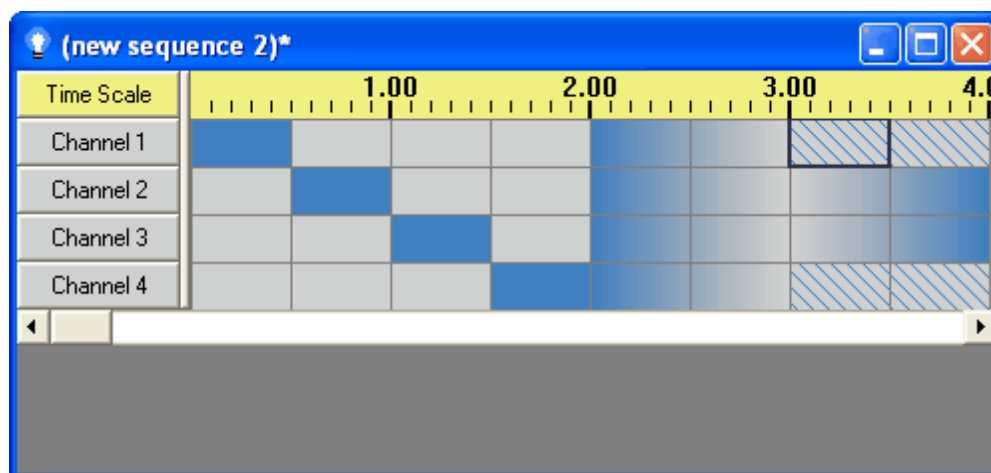 (new sequence 2)*
Time Scale 1.00 2.00 3.00
Channel 1
Channel 2
Channel 3
Channel 4